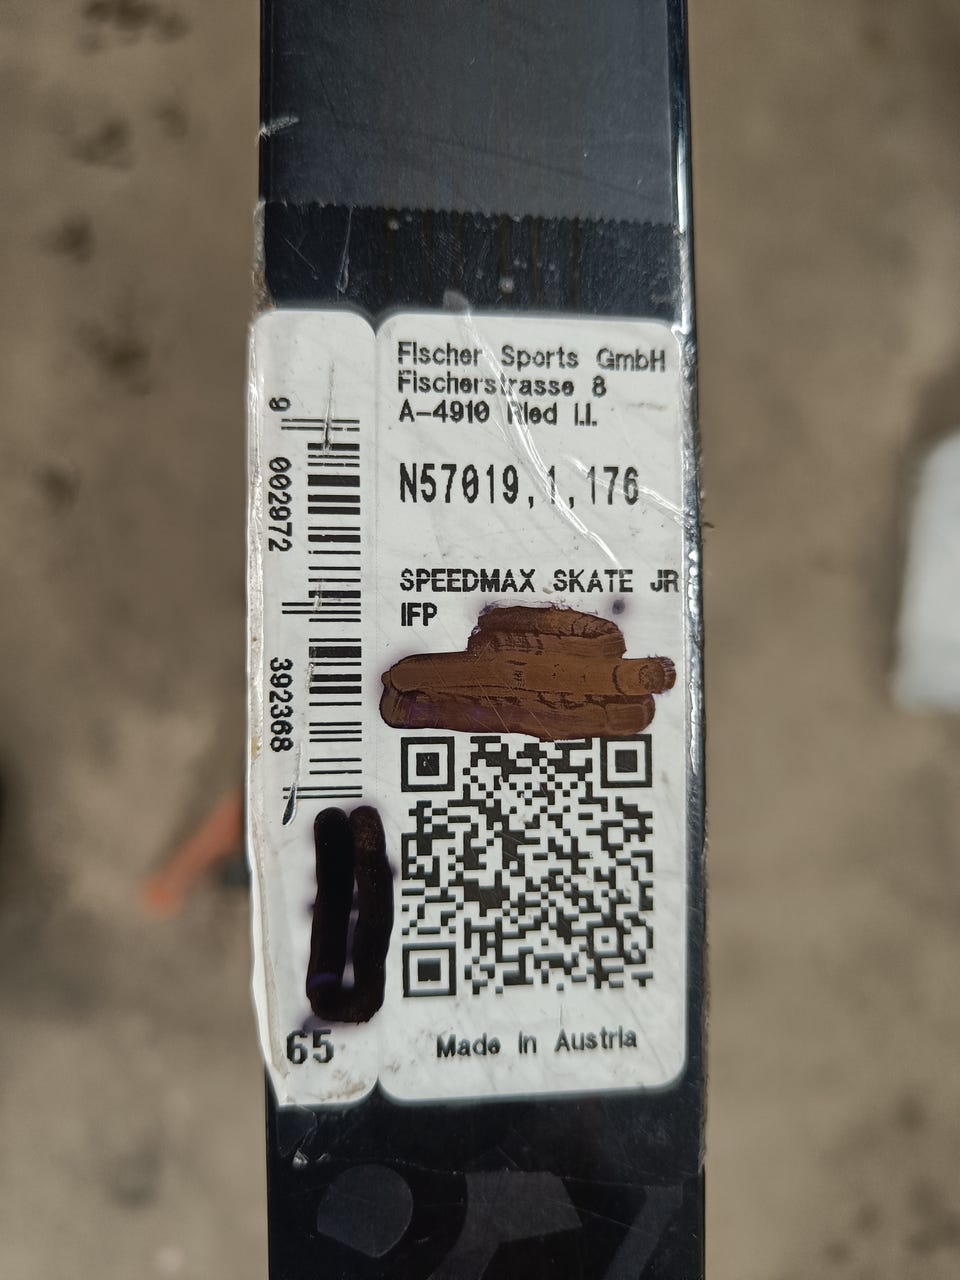 Fischer Sports GmbH
Fischerstrasse 8
A-4910 Ried I.I.
N57019,1,176
SPEEDMAX SKATE JR
IFP
Made in Austria
9 002972 392368
65